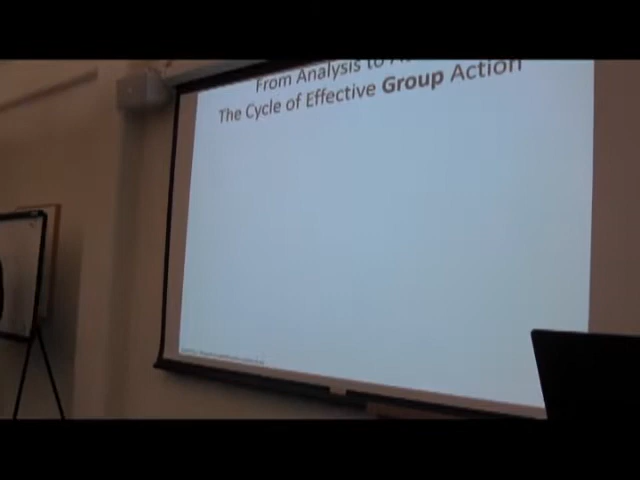 From Analysis to
The Cycle of Effective Group Action